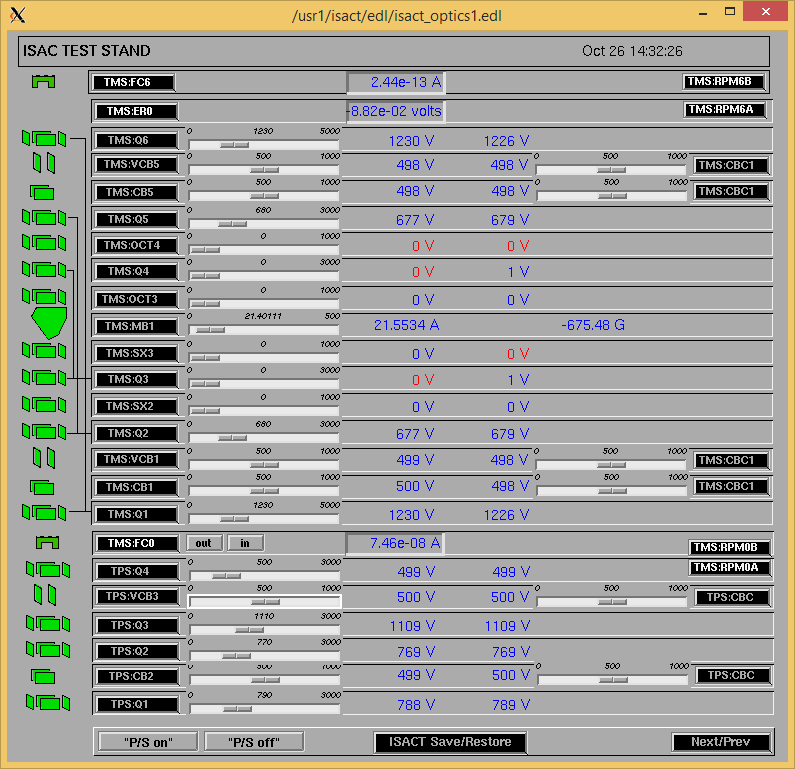 /usr1/isact/edl/isact_optics1.edl
ISAC TEST STAND Oct 26 14:32:26
TMS:FC6 2.44e-13 A TMS:RPM6B
TMS:ER0 -8.82e-02 volts TMS:RPM6A
TMS:Q6 0 1230 5000 1230 V 1226 V
TMS:VCB5 0 500 1000 498 V 498 V 0 500 1000 TMS:CBC1
TMS:CB5 0 500 1000 498 V 498 V 0 500 1000 TMS:CBC1
TMS:Q5 0 680 3000 677 V 679 V
TMS:OCT4 0 0 1000 0 V 0 V
TMS:Q4 0 0 3000 0 V 1 V
TMS:OCT3 0 0 1000 0 V 0 V
TMS:MB1 0 21.40111 500 21.5534 A -675.48 G
TMS:SX3 0 0 1000 0 V 0 V
TMS:Q3 0 0 3000 0 V 1 V
TMS:SX2 0 0 1000 0 V 0 V
TMS:Q2 0 680 3000 677 V 679 V
TMS:VCB1 0 500 1000 499 V 498 V 0 500 1000 TMS:CBC1
TMS:CB1 0 500 1000 500 V 498 V 0 500 1000 TMS:CBC1
TMS:Q1 0 1230 5000 1230 V 1226 V
TMS:FC0 out in 7.46e-08 A TMS:RPM0B
TPS:Q4 0 500 3000 499 V 499 V TMS:RPM0A
TPS:VCB3 0 500 1000 500 V 500 V 0 500 1000 TPS:CBC
TPS:Q3 0 1110 3000 1109 V 1109 V
TPS:Q2 0 770 3000 769 V 769 V
TPS:CB2 0 500 1000 499 V 500 V 0 500 1000 TPS:CBC
TPS:Q1 0 790 3000 788 V 789 V
"P/S on" "P/S off" ISACT Save/Restore Next/Prev